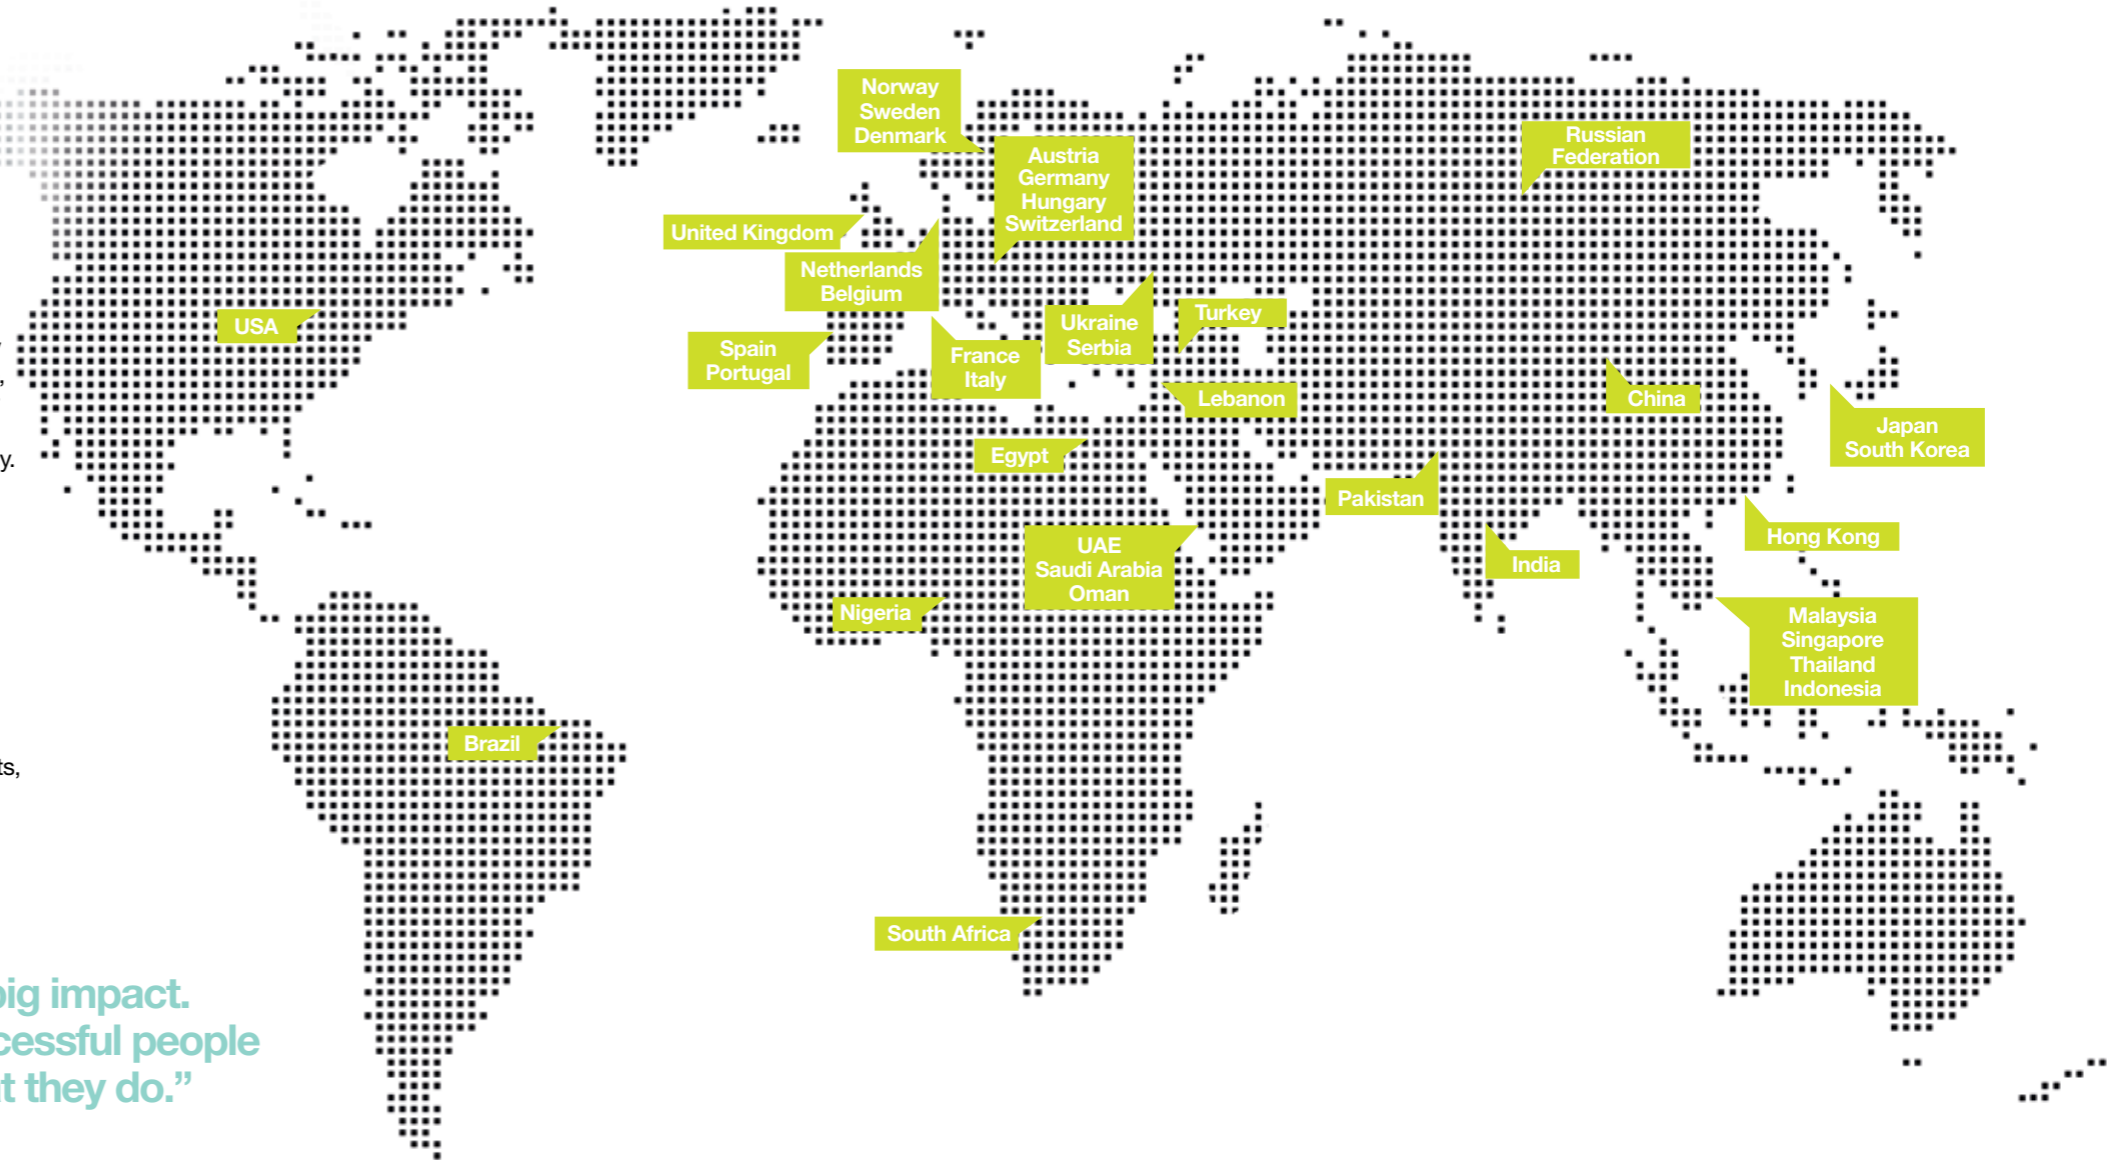 y.
ts,
big impact.
cessful people
t they do.”
Norway
Sweden
Denmark
Austria
Germany
Hungary
Switzerland
Russian
Federation
United Kingdom
Netherlands
Belgium
USA
Spain
Portugal
France
Italy
Ukraine
Serbia
Turkey
Lebanon
China
Japan
South Korea
Egypt
Pakistan
Hong Kong
India
UAE
Saudi Arabia
Oman
Nigeria
Malaysia
Singapore
Thailand
Indonesia
Brazil
South Africa